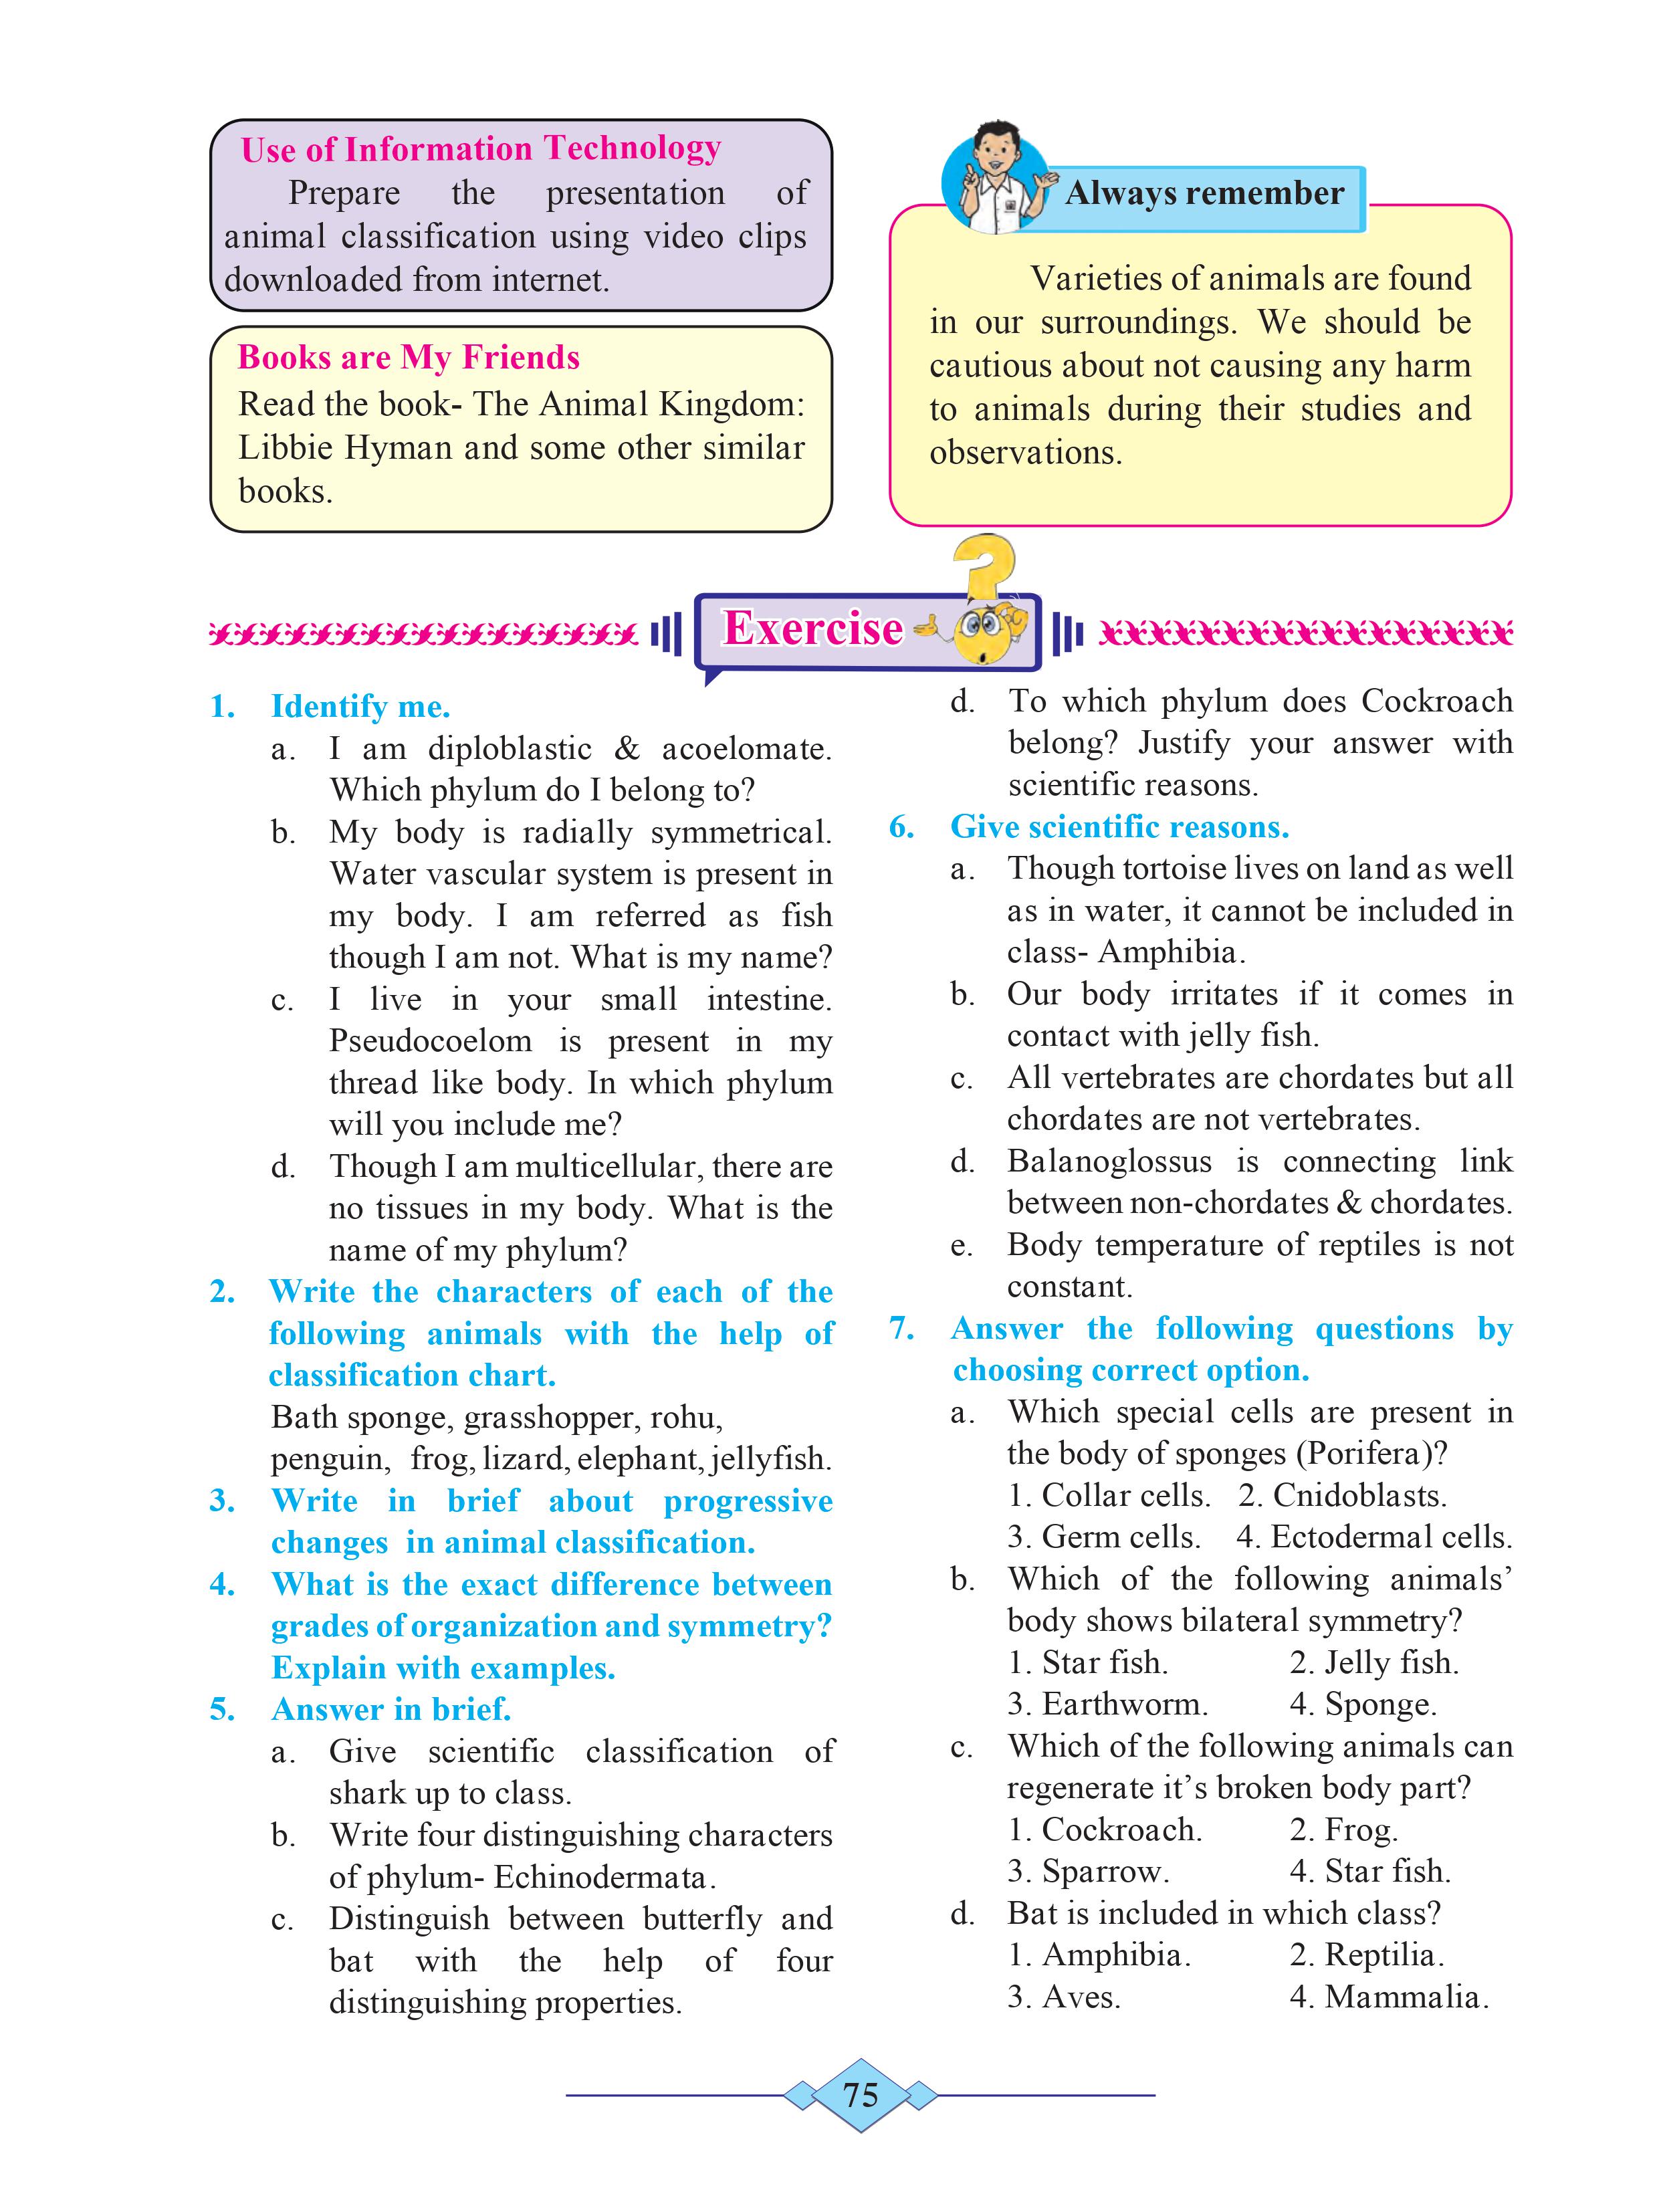 Use of Information Technology
Prepare the presentation of
animal classification using video clips
downloaded from internet.
Books are My Friends
Read the book- The Animal Kingdom:
Libbie Hyman and some other similar
books.
Always remember
Varieties of animals are found
in our surroundings. We should be
cautious about not causing any harm
to animals during their studies and
observations.
Exercise
1. Identify me.
a. I am diploblastic & acoelomate.
Which phylum do I belong to?
b. My body is radially symmetrical.
Water vascular system is present in
my body. I am referred as fish
though I am not. What is my name?
c. I live in your small intestine.
Pseudocoelom is present in my
thread like body. In which phylum
will you include me?
d. Though I am multicellular, there are
no tissues in my body. What is the
name of my phylum?
2. Write the characters of each of the
following animals with the help of
classification chart.
Bath sponge, grasshopper, rohu,
penguin, frog, lizard, elephant, jellyfish.
3. Write in brief about progressive
changes in animal classification.
4. What is the exact difference between
grades of organization and symmetry?
Explain with examples.
5. Answer in brief.
a. Give scientific classification of
shark up to class.
b. Write four distinguishing characters
of phylum- Echinodermata.
c. Distinguish between butterfly and
bat with the help of four
distinguishing properties.
d. To which phylum does Cockroach
belong? Justify your answer with
scientific reasons.
6. Give scientific reasons.
a. Though tortoise lives on land as well
as in water, it cannot be included in
class- Amphibia.
b. Our body irritates if it comes in
contact with jelly fish.
c. All vertebrates are chordates but all
chordates are not vertebrates.
d. Balanoglossus is connecting link
between non-chordates & chordates.
e. Body temperature of reptiles is not
constant.
7. Answer the following questions by
choosing correct option.
a. Which special cells are present in
the body of sponges (Porifera)?
1. Collar cells. 2. Cnidoblasts.
3. Germ cells. 4. Ectodermal cells.
b. Which of the following animals’
body shows bilateral symmetry?
1. Star fish. 2. Jelly fish.
3. Earthworm. 4. Sponge.
c. Which of the following animals can
regenerate it’s broken body part?
1. Cockroach. 2. Frog.
3. Sparrow. 4. Star fish.
d. Bat is included in which class?
1. Amphibia. 2. Reptilia.
3. Aves. 4. Mammalia.
75